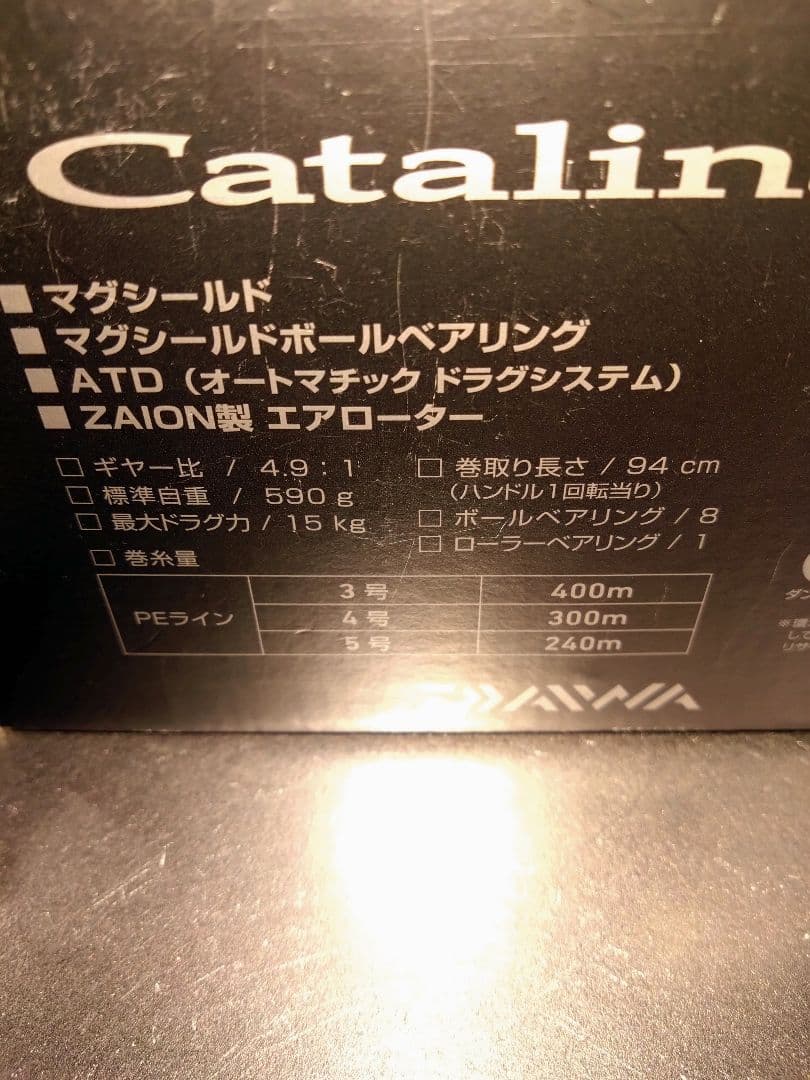 Catalin
■ マグシールド
■ マグシールドボールベアリング
■ ATD（オートマチック ドラグシステム）
■ ZAION製 エアローター
□ ギヤー比 / 4.9：1
□ 標準自重 / 590 g
□ 最大ドラグ力 / 15 kg
□ 巻取り長さ / 94 cm
（ハンドル1回転当り）
□ ボールベアリング / 8
□ ローラーベアリング / 1
□ 巻糸量
PEライン
3号 400m
4号 300m
5号 240m
DAIWA
ダン
※環
し
リサ